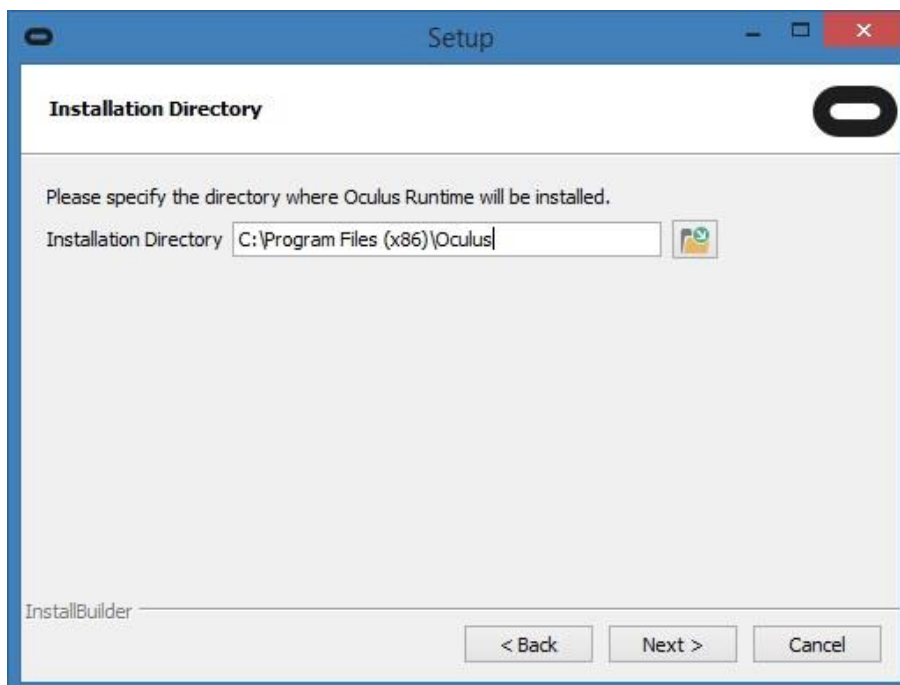 Setup
Installation Directory
Please specify the directory where Oculus Runtime will be installed.
Installation Directory C:\Program Files (x86)\Oculus
InstallBuilder
< Back Next > Cancel